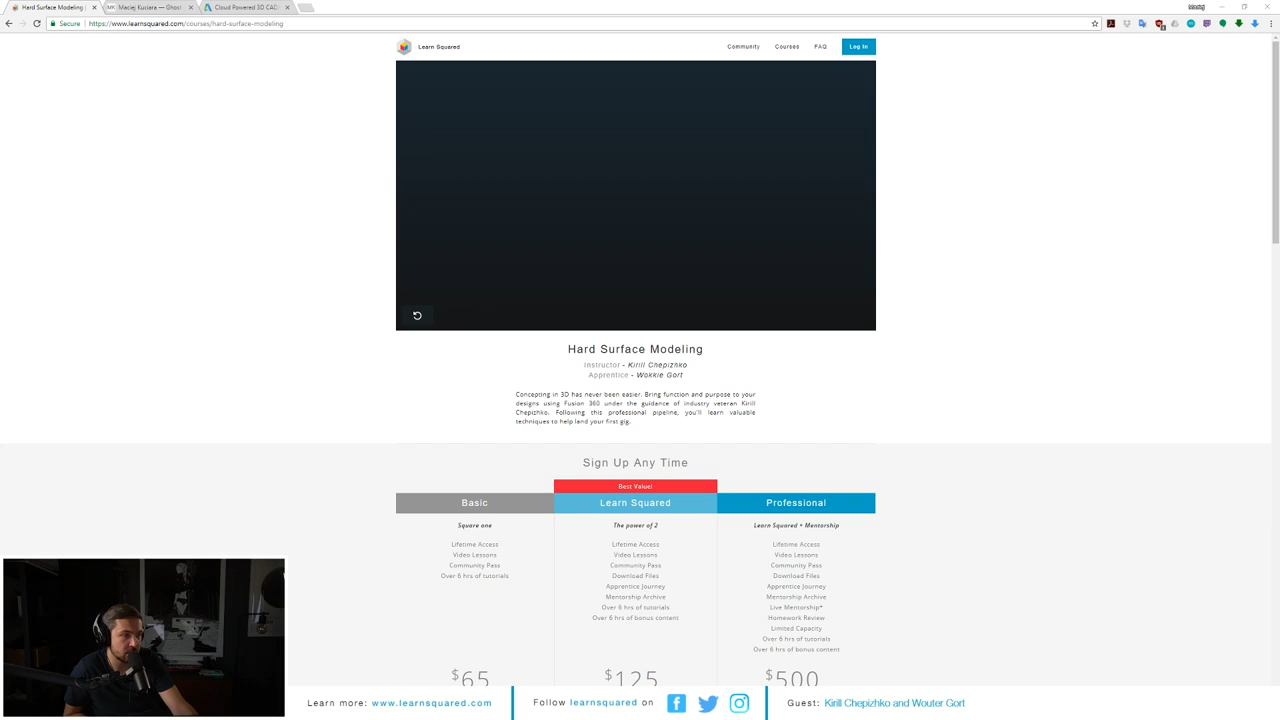 Hard Surface Modeling |
Maciej Kuciara — Ghos
Cloud Powered 3D CAD/
Maciej
Secure
https://www.learnsquared.com/courses/hard-surface-modeling
Learn Squared
Community
Courses
FAQ
Log In
Hard Surface Modeling
Instructor - Kirill Chepizhko
Apprentice - Wokkie Gort
Concepting in 3D has never been easier. Bring function and purpose to your
designs using Fusion 360 under the guidance of industry veteran Kirill
Chepizhko. Following this professional pipeline, you'll learn valuable
techniques to help land your first gig.
Sign Up Any Time
Best Value!
Basic
Square one
Lifetime Access
Video Lessons
Community Pass
Over 6 hrs of tutorials
$65
Learn Squared
The power of 2
Lifetime Access
Video Lessons
Community Pass
Download Files
Apprentice Journey
Mentorship Archive
Over 6 hrs of tutorials
Over 6 hrs of bonus content
$125
Professional
Learn Squared + Mentorship
Lifetime Access
Video Lessons
Community Pass
Download Files
Apprentice Journey
Mentorship Archive
Live Mentorship*
Homework Review
Limited Capacity
Over 6 hrs of tutorials
Over 6 hrs of bonus content
$500
Learn more: www.learnsquared.com
Follow learnsquared on
Guest: Kirill Chepizhko and Wouter Gort